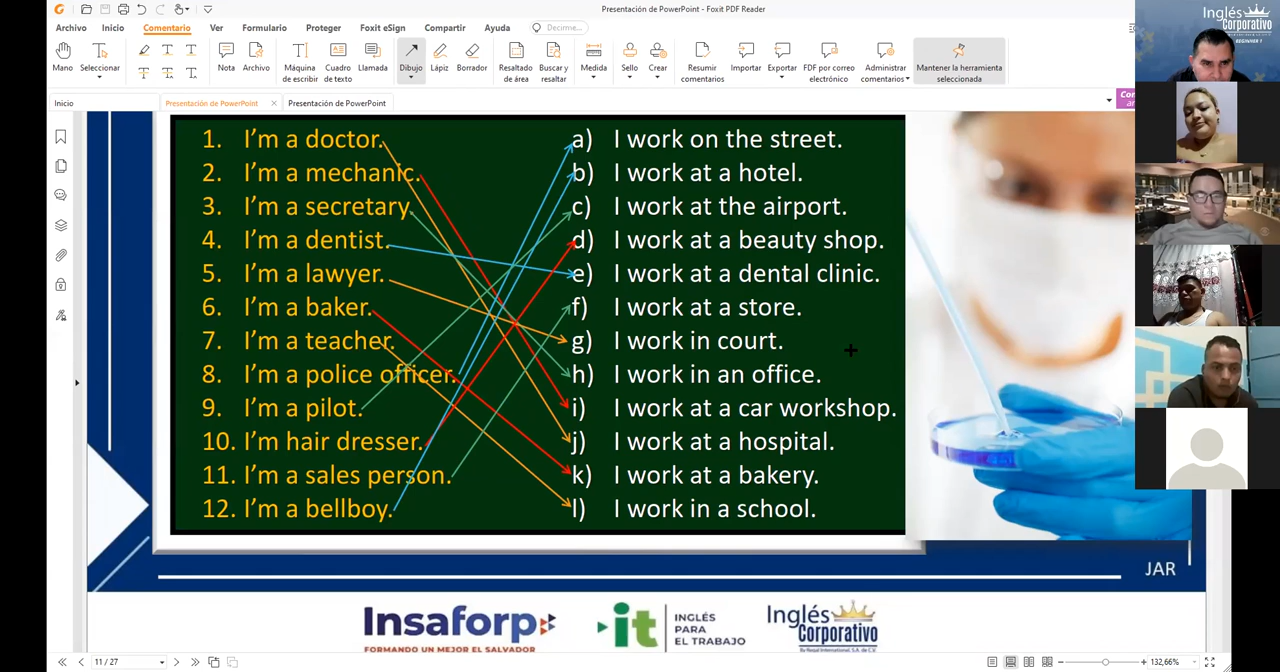 Presentación de PowerPoint - Foxit PDF Reader
Archivo Inicio Comentario Ver Formulario Proteger Foxit eSign Compartir Ayuda Decirme...
Mano Seleccionar Nota Archivo Máquina de escribir Cuadro de texto Llamada Dibujo Lápiz Borrador Resaltado de área Buscar y resaltar Medida Sello Crear Resumir comentarios Importar Exportar FDF por correo electrónico Administrar comentarios Mantener la herramienta seleccionada
Inicio Presentación de PowerPoint Presentación de PowerPoint
1. I'm a doctor. a) I work on the street.
2. I'm a mechanic. b) I work at a hotel.
3. I'm a secretary. c) I work at the airport.
4. I'm a dentist. d) I work at a beauty shop.
5. I'm a lawyer. e) I work at a dental clinic.
6. I'm a baker. f) I work at a store.
7. I'm a teacher. g) I work in court.
8. I'm a police officer. h) I work in an office.
9. I'm a pilot. i) I work at a car workshop.
10. I'm hair dresser. j) I work at a hospital.
11. I'm a sales person. k) I work at a bakery.
12. I'm a bellboy. l) I work in a school.
JAR
Insaforp
FORMANDO UN MEJOR EL SALVADOR
it
INGLÉS
PARA
EL TRABAJO
Inglés
Corporativo
11 / 27
132,66%
Inglés
Corporativo
BEGINNER 1